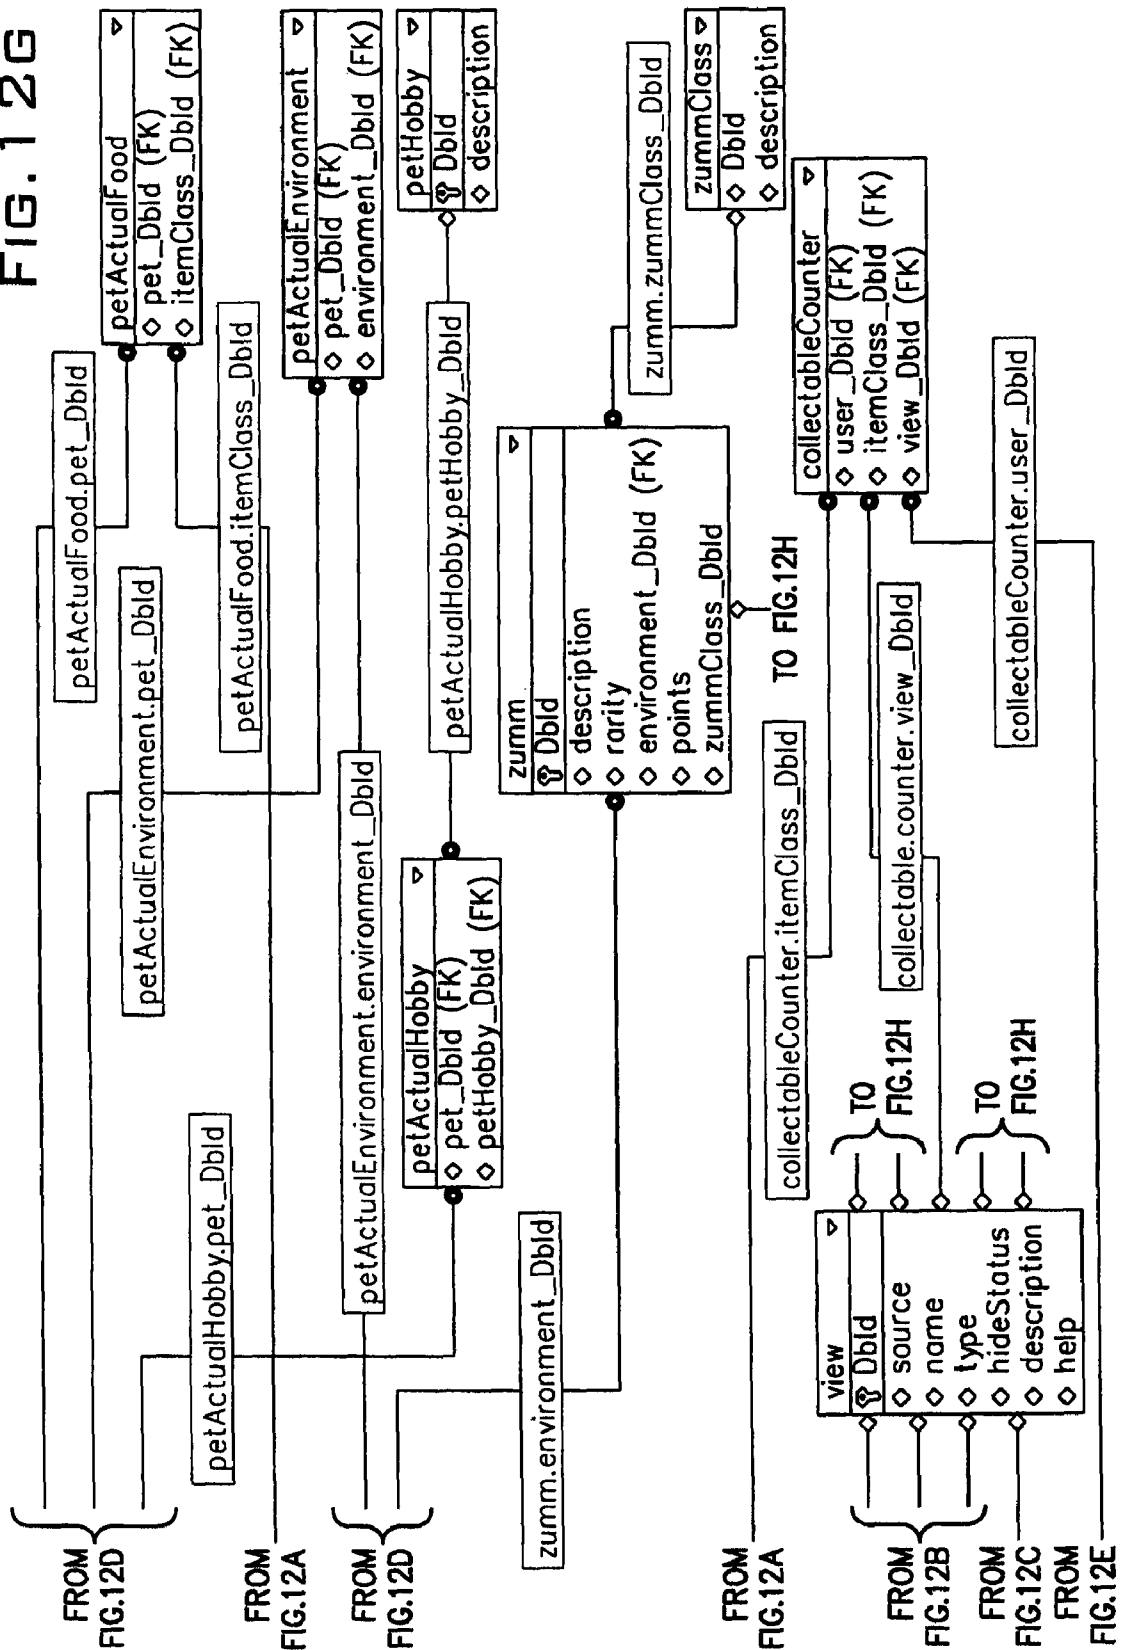 FIG.12G
petActualFood
pet_DbId (FK)
itemClass_DbId (FK)
petActualFood.pet_DbId
petActualEnvironment.pet_DbId
petActualFood.itemClass_DbId
petActualHobby.pet_DbId
FROM
FIG.12D
FROM
FIG.12A
petActualEnvironment
pet_DbId (FK)
environment_DbId (FK)
petActualEnvironment.environment_DbId
FROM
FIG.12D
petHobby
DbId
description
petActualHobby.petHobby_DbId
petActualHobby
pet_DbId (FK)
petHobby_DbId (FK)
zumm.environment_DbId
zumm
DbId
description
rarity
environment_DbId (FK)
points
zummClass_DbId
TO FIG.12H
zumm.zummClass_DbId
zummClass
DbId
description
collectableCounter
user_DbId (FK)
itemClass_DbId (FK)
view_DbId (FK)
collectableCounter.itemClass_DbId
collectable.counter.view_DbId
collectableCounter.user_DbId
FROM
FIG.12A
view
DbId
source
name
type
hideStatus
description
help
TO
FIG.12H
TO
FIG.12H
FROM
FIG.12B
FROM
FIG.12C
FROM
FIG.12E